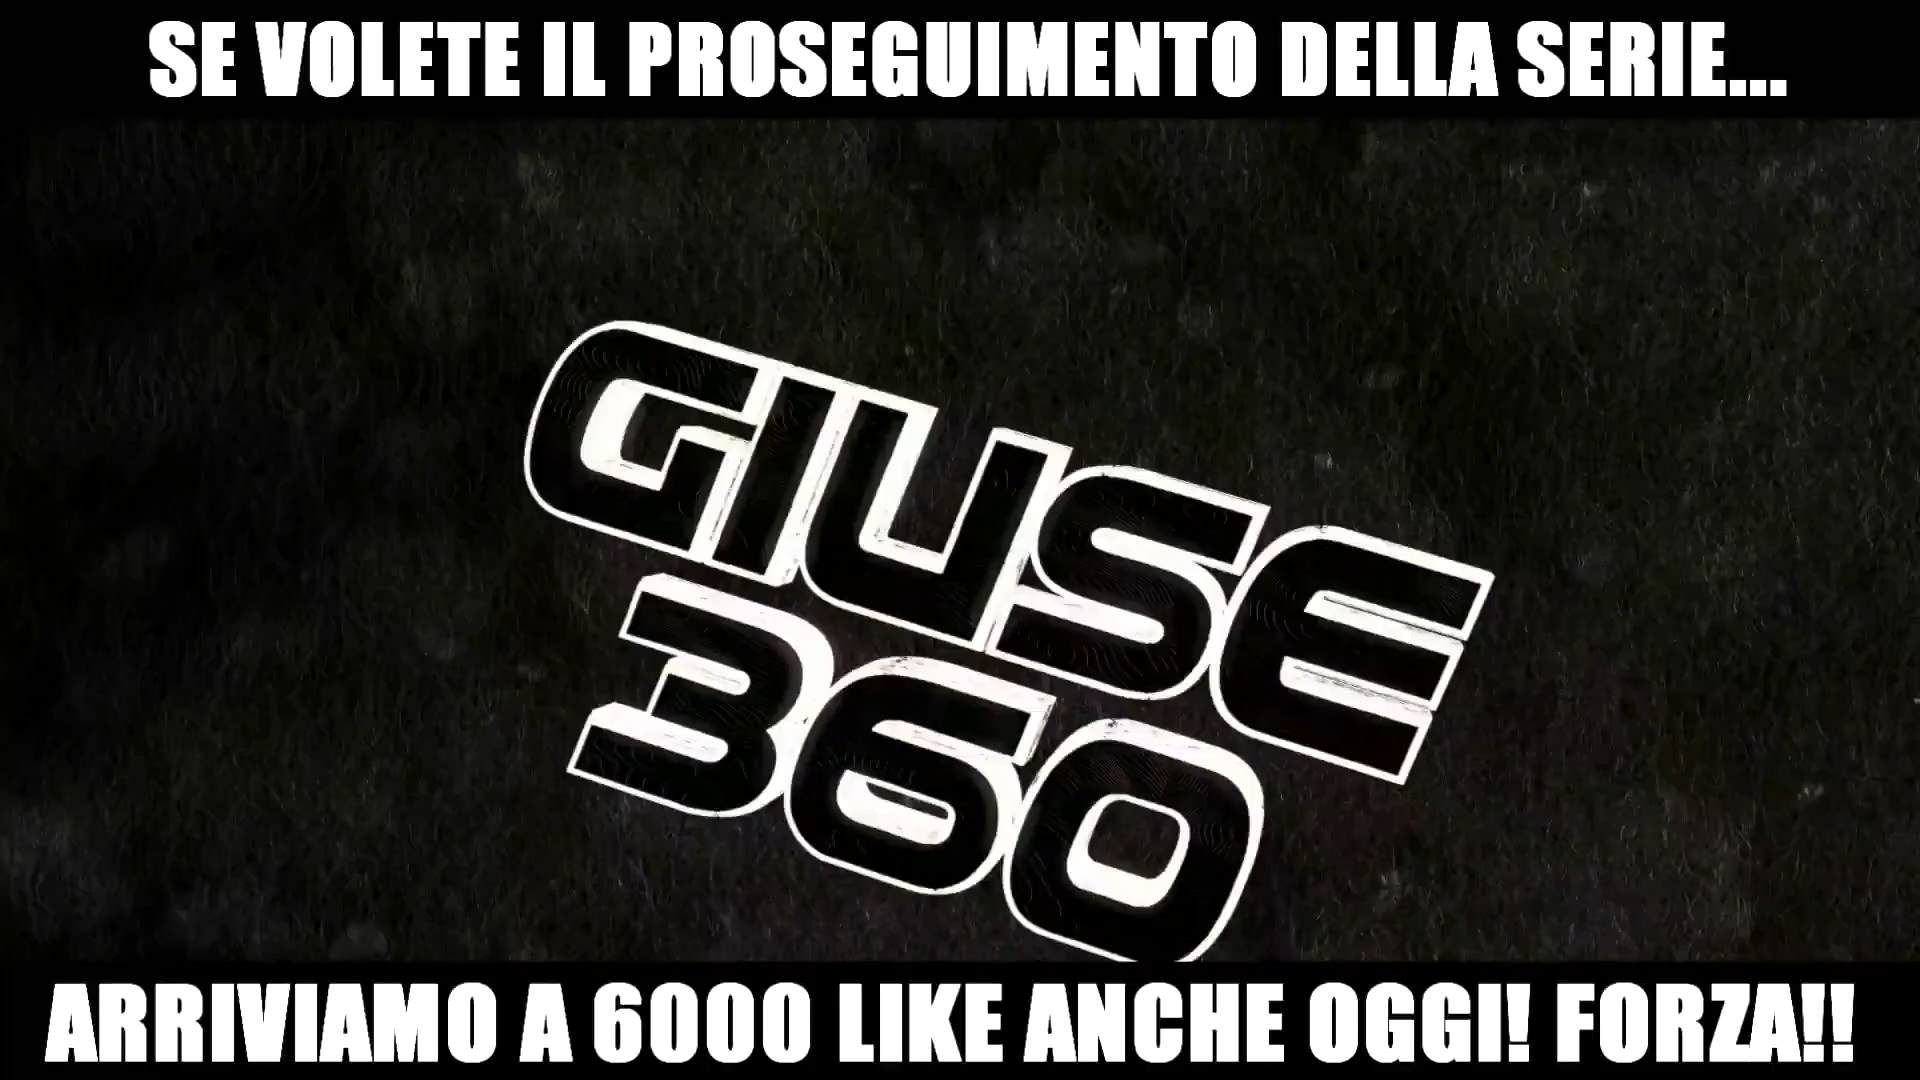 SE VOLETE IL PROSEGUIMENTO DELLA SERIE...
GIUSE
360
ARRIVIAMO A 6000 LIKE ANCHE OGGI! FORZA!!